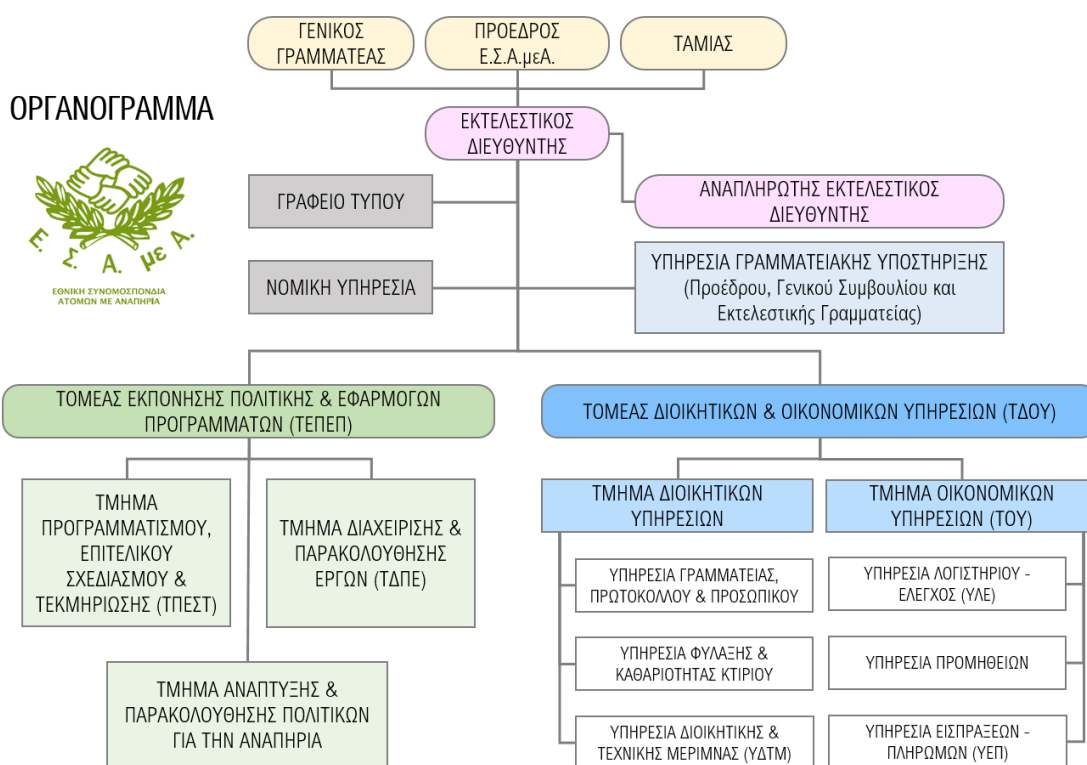 ΓΕΝΙΚΟΣ
ΓΡΑΜΜΑΤΕΑΣ
ΠΡΟΕΔΡΟΣ
Ε.Σ.Α.μεΑ.
ΤΑΜΙΑΣ
ΟΡΓΑΝΟΓΡΑΜΜΑ
ΕΚΤΕΛΕΣΤΙΚΟΣ
ΔΙΕΥΘΥΝΤΗΣ
Ε. Σ. Α. με Α.
ΕΘΝΙΚΗ ΣΥΝΟΜΟΣΠΟΝΔΙΑ
ΑΤΟΜΩΝ ΜΕ ΑΝΑΠΗΡΙΑ
ΓΡΑΦΕΙΟ ΤΥΠΟΥ
ΑΝΑΠΛΗΡΩΤΗΣ ΕΚΤΕΛΕΣΤΙΚΟΣ
ΔΙΕΥΘΥΝΤΗΣ
ΝΟΜΙΚΗ ΥΠΗΡΕΣΙΑ
ΥΠΗΡΕΣΙΑ ΓΡΑΜΜΑΤΕΙΑΚΗΣ ΥΠΟΣΤΗΡΙΞΗΣ
(Προέδρου, Γενικού Συμβουλίου και
Εκτελεστικής Γραμματείας)
ΤΟΜΕΑΣ ΕΚΠΟΝΗΣΗΣ ΠΟΛΙΤΙΚΗΣ & ΕΦΑΡΜΟΓΩΝ
ΠΡΟΓΡΑΜΜΑΤΩΝ (ΤΕΠΕΠ)
ΤΟΜΕΑΣ ΔΙΟΙΚΗΤΙΚΩΝ & ΟΙΚΟΝΟΜΙΚΩΝ ΥΠΗΡΕΣΙΩΝ (ΤΔΟΥ)
ΤΜΗΜΑ
ΠΡΟΓΡΑΜΜΑΤΙΣΜΟΥ,
ΕΠΙΤΕΛΙΚΟΥ
ΣΧΕΔΙΑΣΜΟΥ &
ΤΕΚΜΗΡΙΩΣΗΣ (ΤΠΕΣΤ)
ΤΜΗΜΑ ΔΙΑΧΕΙΡΙΣΗΣ &
ΠΑΡΑΚΟΛΟΥΘΗΣΗΣ
ΕΡΓΩΝ (ΤΔΠΕ)
ΤΜΗΜΑ ΑΝΑΠΤΥΞΗΣ &
ΠΑΡΑΚΟΛΟΥΘΗΣΗΣ ΠΟΛΙΤΙΚΩΝ
ΓΙΑ ΤΗΝ ΑΝΑΠΗΡΙΑ
ΤΜΗΜΑ ΔΙΟΙΚΗΤΙΚΩΝ
ΥΠΗΡΕΣΙΩΝ
ΥΠΗΡΕΣΙΑ ΓΡΑΜΜΑΤΕΙΑΣ,
ΠΡΩΤΟΚΟΛΛΟΥ & ΠΡΟΣΩΠΙΚΟΥ
ΥΠΗΡΕΣΙΑ ΦΥΛΑΞΗΣ &
ΚΑΘΑΡΙΟΤΗΤΑΣ ΚΤΙΡΙΟΥ
ΥΠΗΡΕΣΙΑ ΔΙΟΙΚΗΤΙΚΗΣ &
ΤΕΧΝΙΚΗΣ ΜΕΡΙΜΝΑΣ (ΥΔΤΜ)
ΤΜΗΜΑ ΟΙΚΟΝΟΜΙΚΩΝ
ΥΠΗΡΕΣΙΩΝ (ΤΟΥ)
ΥΠΗΡΕΣΙΑ ΛΟΓΙΣΤΗΡΙΟΥ -
ΕΛΕΓΧΟΣ (ΥΛΕ)
ΥΠΗΡΕΣΙΑ ΠΡΟΜΗΘΕΙΩΝ
ΥΠΗΡΕΣΙΑ ΕΙΣΠΡΑΞΕΩΝ -
ΠΛΗΡΩΜΩΝ (ΥΕΠ)